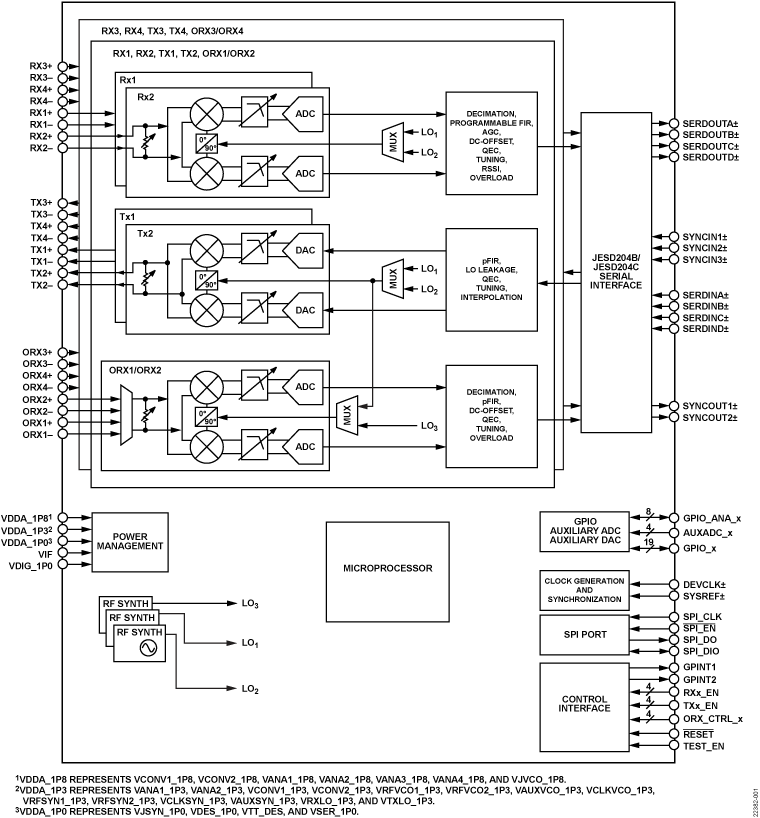 RX3, RX4, TX3, TX4, ORX3/ORX4
RX1, RX2, TX1, TX2, ORX1/ORX2
RX3+
RX3–
RX4+
RX4–
RX1+
RX1–
RX2+
RX2–
Rx1
Rx2
0°
90°
ADC
ADC
MUX
LO1
LO2
DECIMATION,
PROGRAMMABLE FIR,
AGC,
DC-OFFSET,
QEC,
TUNING,
RSSI,
OVERLOAD
TX3+
TX3–
TX4+
TX4–
TX1+
TX1–
TX2+
TX2–
Tx1
Tx2
0°
90°
DAC
DAC
MUX
LO1
LO2
pFIR,
LO LEAKAGE,
QEC,
TUNING,
INTERPOLATION
ORX3+
ORX3–
ORX4+
ORX4–
ORX2+
ORX2–
ORX1+
ORX1–
ORX1/ORX2
0°
90°
ADC
ADC
MUX
LO3
DECIMATION,
pFIR,
DC-OFFSET,
QEC,
TUNING,
OVERLOAD
JESD204B/
JESD204C
SERIAL
INTERFACE
SERDOUTA±
SERDOUTB±
SERDOUTC±
SERDOUTD±
SYNCIN1±
SYNCIN2±
SYNCIN3±
SERDINA±
SERDINB±
SERDINC±
SERDIND±
SYNCOUT1±
SYNCOUT2±
VDDA_1P8¹
VDDA_1P3²
VDDA_1P0³
VIF
VDIG_1P0
POWER
MANAGEMENT
MICROPROCESSOR
RF SYNTH
RF SYNTH
RF SYNTH
LO3
LO1
LO2
GPIO
AUXILIARY ADC
AUXILIARY DAC
8
4
19
GPIO_ANA_x
AUXADC_x
GPIO_x
CLOCK GENERATION
AND
SYNCHRONIZATION
DEVCLK±
SYSREF±
SPI PORT
SPI_CLK
SPI_EN
SPI_DO
SPI_DIO
CONTROL
INTERFACE
GPINT1
GPINT2
4
RXx_EN
4
TXx_EN
4
ORX_CTRL_x
RESET
TEST_EN
¹VDDA_1P8 REPRESENTS VCONV1_1P8, VCONV2_1P8, VANA1_1P8, VANA2_1P8, VANA3_1P8, VANA4_1P8, AND VJVCO_1P8.
²VDDA_1P3 REPRESENTS VANA1_1P3, VANA2_1P3, VCONV1_1P3, VCONV2_1P3, VRFVCO1_1P3, VRFVCO2_1P3, VAUXVCO_1P3, VCLKVCO_1P3,
VRFSYN1_1P3, VRFSYN2_1P3, VCLKSYN_1P3, VAUXSYN_1P3, VRXLO_1P3, AND VTXLO_1P3.
³VDDA_1P0 REPRESENTS VJSYN_1P0, VDES_1P0, VTT_DES, AND VSER_1P0.
22382-001